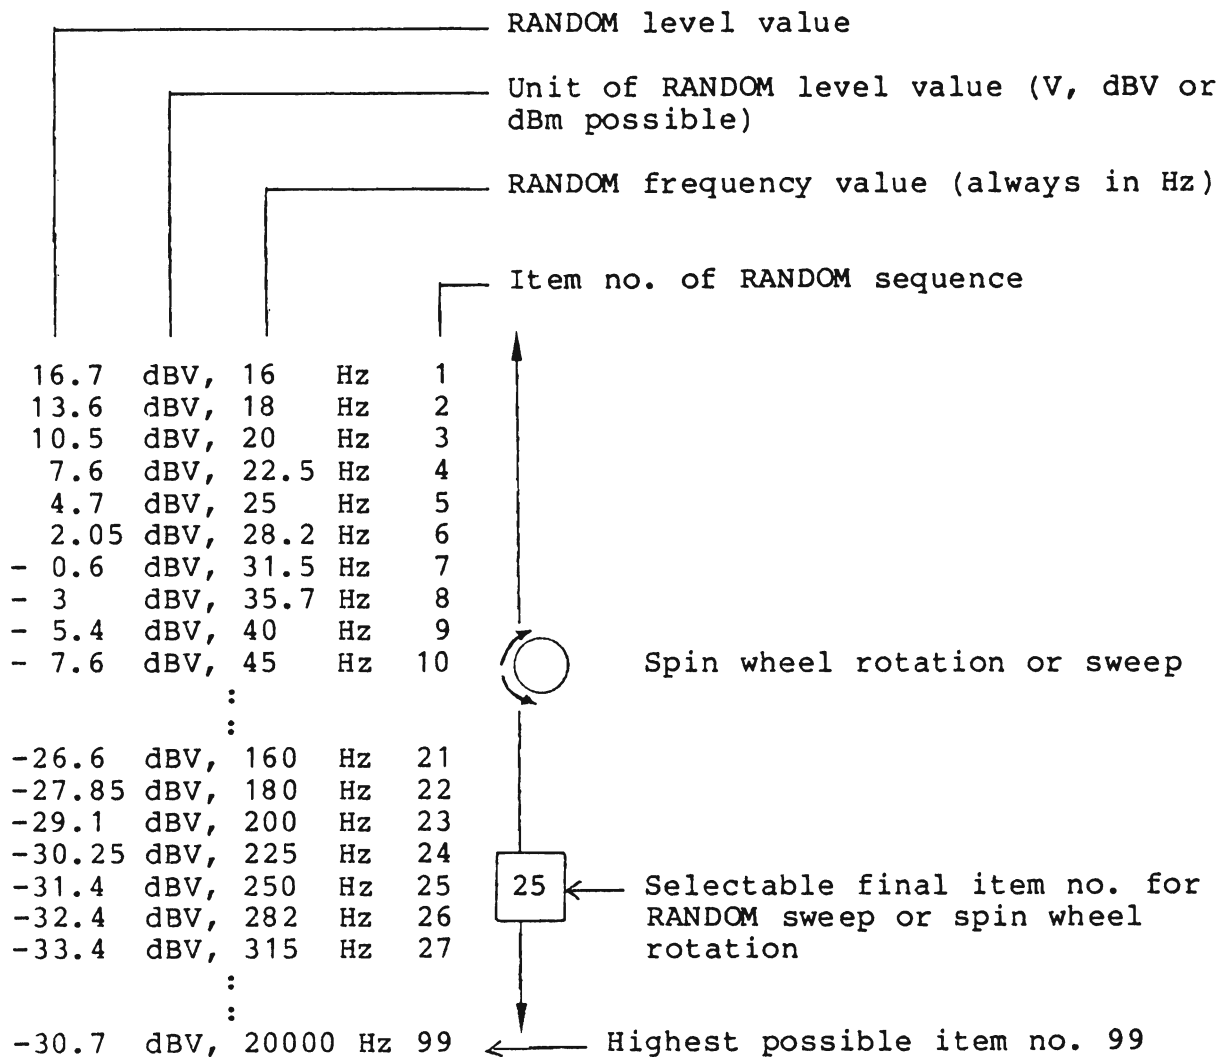 RANDOM level value
Unit of RANDOM level value (V, dBV or
dBm possible)
RANDOM frequency value (always in Hz)
Item no. of RANDOM sequence
16.7 dBV, 16 Hz 1
13.6 dBV, 18 Hz 2
10.5 dBV, 20 Hz 3
7.6 dBV, 22.5 Hz 4
4.7 dBV, 25 Hz 5
2.05 dBV, 28.2 Hz 6
- 0.6 dBV, 31.5 Hz 7
- 3 dBV, 35.7 Hz 8
- 5.4 dBV, 40 Hz 9
- 7.6 dBV, 45 Hz 10
Spin wheel rotation or sweep
:
:
-26.6 dBV, 160 Hz 21
-27.85 dBV, 180 Hz 22
-29.1 dBV, 200 Hz 23
-30.25 dBV, 225 Hz 24
-31.4 dBV, 250 Hz 25
-32.4 dBV, 282 Hz 26
-33.4 dBV, 315 Hz 27
25
Selectable final item no. for
RANDOM sweep or spin wheel
rotation
:
:
-30.7 dBV, 20000 Hz 99
Highest possible item no. 99